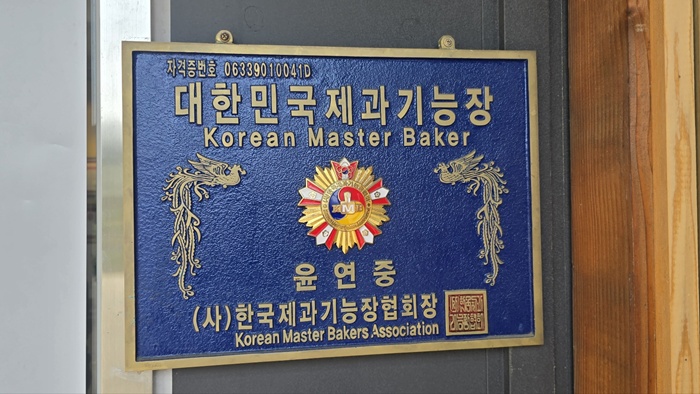 자격증번호 06339010041D
대한민국제과기능장
Korean Master Baker
윤연중
(사)한국제과기능장협회장
Korean Master Bakers Association